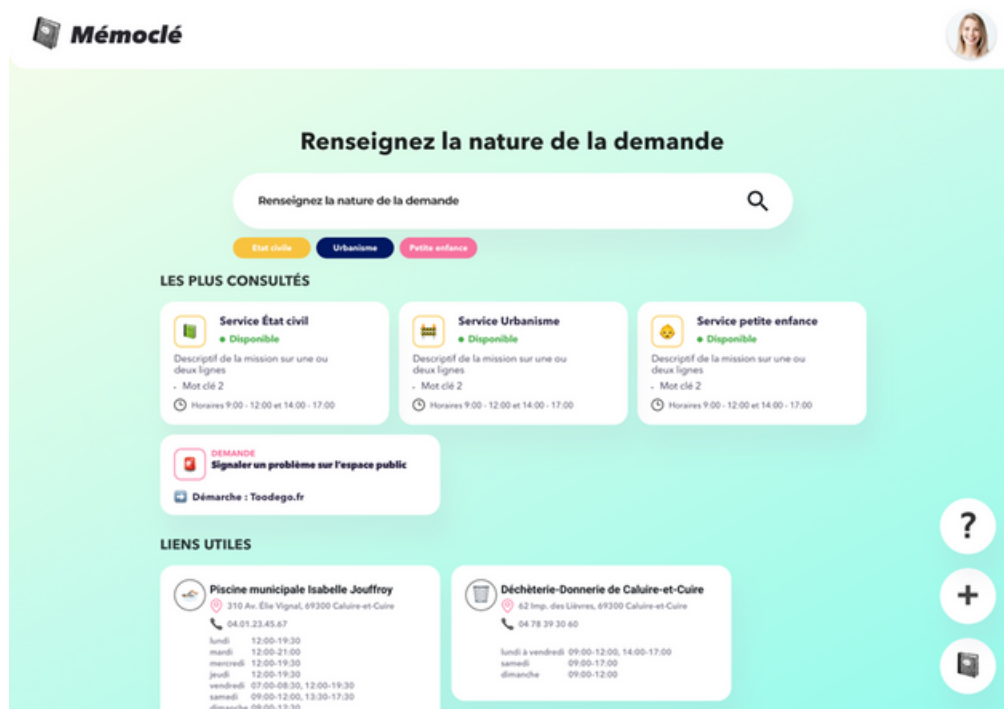 Mémoclé
Renseignez la nature de la demande
Renseignez la nature de la demande
Etat civile Urbanisme Petite enfance
LES PLUS CONSULTÉS
Service État civil
Disponible
Descriptif de la mission sur une ou
deux lignes
- Mot clé 2
Horaires 9:00 - 12:00 et 14:00 - 17:00
Service Urbanisme
Disponible
Descriptif de la mission sur une ou
deux lignes
- Mot clé 2
Horaires 9:00 - 12:00 et 14:00 - 17:00
Service petite enfance
Disponible
Descriptif de la mission sur une ou
deux lignes
- Mot clé 2
Horaires 9:00 - 12:00 et 14:00 - 17:00
DEMANDE
Signaler un problème sur l'espace public
Démarche : Toodego.fr
LIENS UTILES
Piscine municipale Isabelle Jouffroy
310 Av. Élie Vignal, 69300 Caluire-et-Cuire
04.01.23.45.67
lundi 12:00-19:30
mardi 12:00-21:00
mercredi 12:00-19:30
jeudi 12:00-19:30
vendredi 07:00-08:30, 12:00-19:30
samedi 09:00-12:00, 13:30-17:30
dimanche 09:00-12:30
Déchèterie-Donnerie de Caluire-et-Cuire
62 Imp. des Lièvres, 69300 Caluire-et-Cuire
04 78 39 30 60
lundi à vendredi 09:00-12:00, 14:00-17:00
samedi 09:00-17:00
dimanche 09:00-12:00
?
+